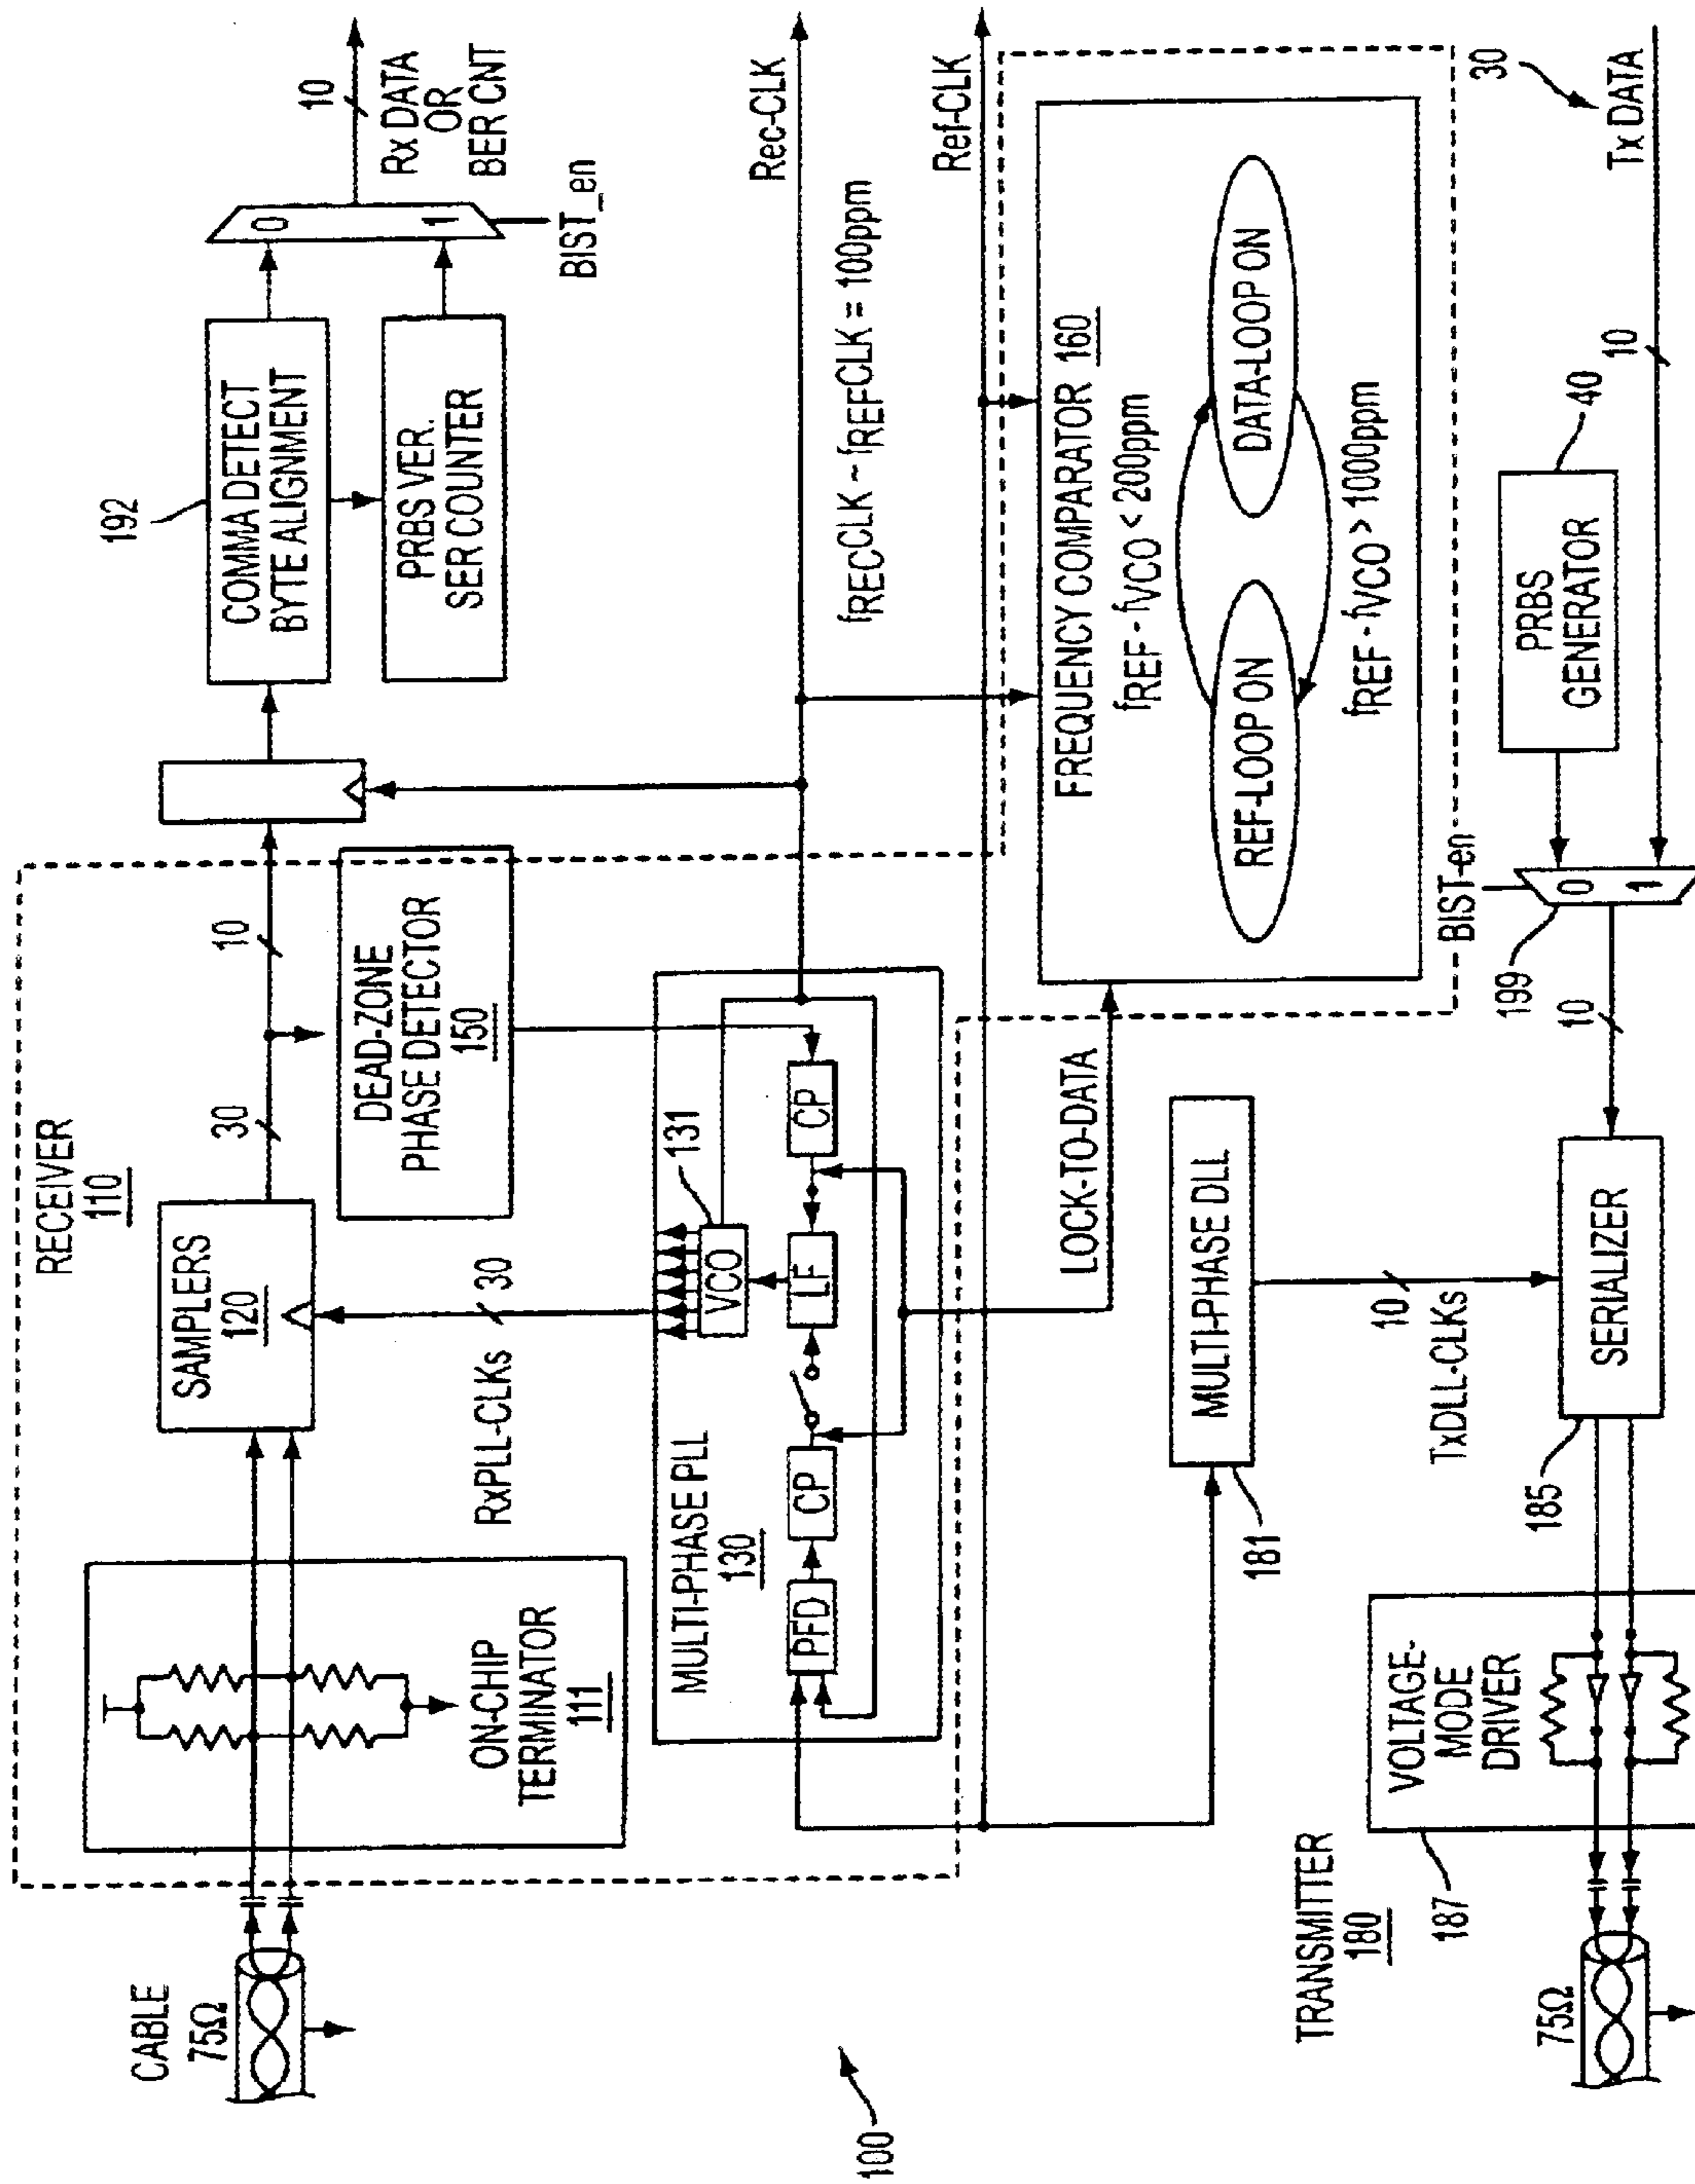 RECEIVER
110
CABLE
75Ω
ON-CHIP
TERMINATOR
111
SAMPLERS
120
30
10
DEAD-ZONE
PHASE DETECTOR
150
192
COMMA DETECT
BYTE ALIGNMENT
PRBS VER.
SER COUNTER
0
1
BIST_en
10
Rx DATA
OR
BER CNT
RxPLL-CLKs
30
MULTI-PHASE PLL
130
PFD
CP
LF
VCO
131
CP
Rec-CLK
fRECCLK ~ fREFCLK = 100ppm
Ref-CLK
LOCK-TO-DATA
FREQUENCY COMPARATOR 160
fREF - fVCO < 200ppm
REF-LOOP ON
DATA-LOOP ON
fREF - fVCO > 1000ppm
MULTI-PHASE DLL
181
10
TxDLL-CLKs
100
TRANSMITTER
180
75Ω
187
VOLTAGE-
MODE
DRIVER
185
SERIALIZER
10
199
BIST-en
0
1
PRBS
GENERATOR
40
10
Tx DATA
30